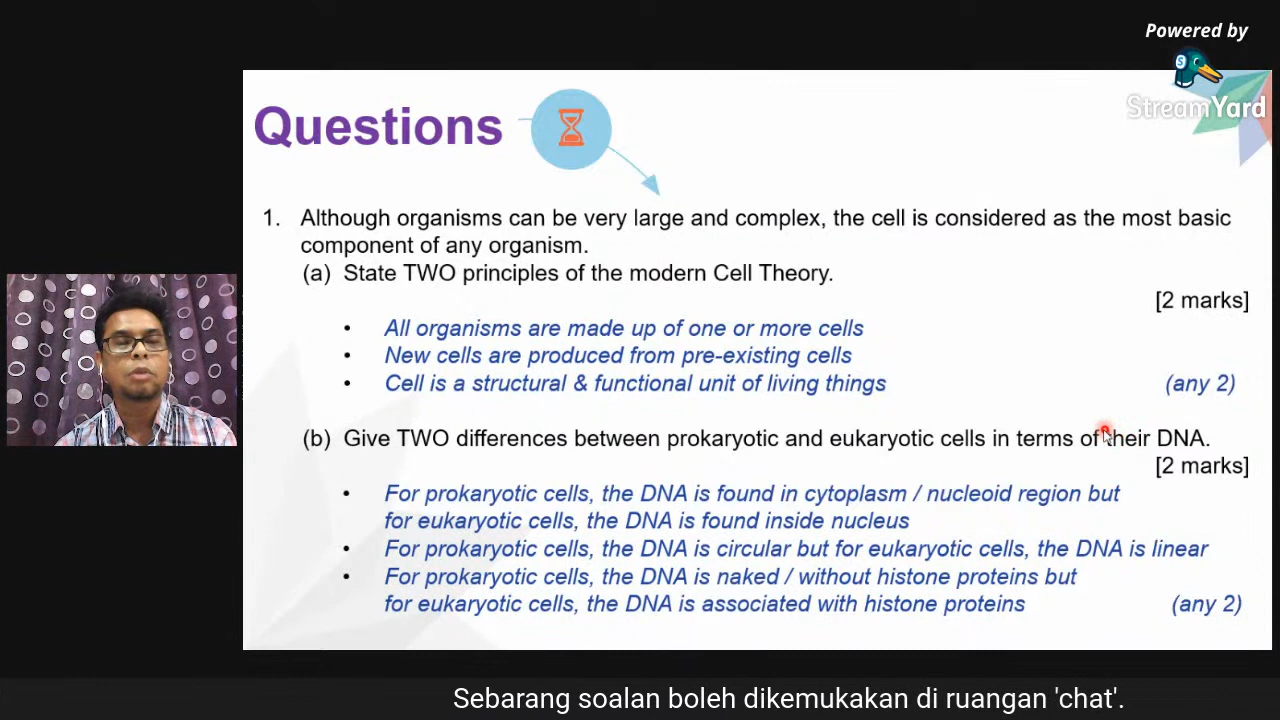 Powered by
StreamYard
Questions
1. Although organisms can be very large and complex, the cell is considered as the most basic
component of any organism.
(a) State TWO principles of the modern Cell Theory.
[2 marks]
• All organisms are made up of one or more cells
• New cells are produced from pre-existing cells
• Cell is a structural & functional unit of living things (any 2)
(b) Give TWO differences between prokaryotic and eukaryotic cells in terms of their DNA.
[2 marks]
• For prokaryotic cells, the DNA is found in cytoplasm / nucleoid region but
for eukaryotic cells, the DNA is found inside nucleus
• For prokaryotic cells, the DNA is circular but for eukaryotic cells, the DNA is linear
• For prokaryotic cells, the DNA is naked / without histone proteins but
for eukaryotic cells, the DNA is associated with histone proteins (any 2)
Sebarang soalan boleh dikemukakan di ruangan 'chat'.